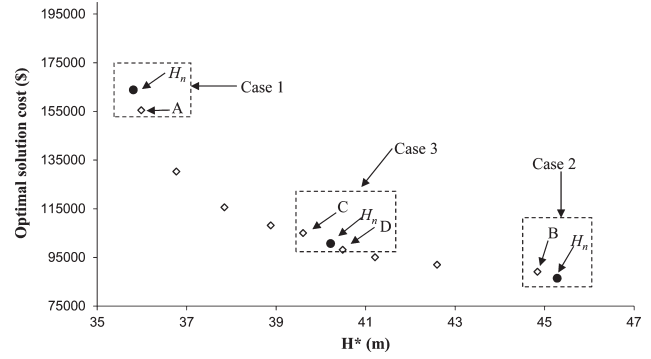 195000
175000
155000
135000
115000
95000
75000
Optimal solution cost ($)
Hn
A
Case 1
Case 3
C
Hn
D
Case 2
B
Hn
35
37
39
41
43
45
47
H* (m)